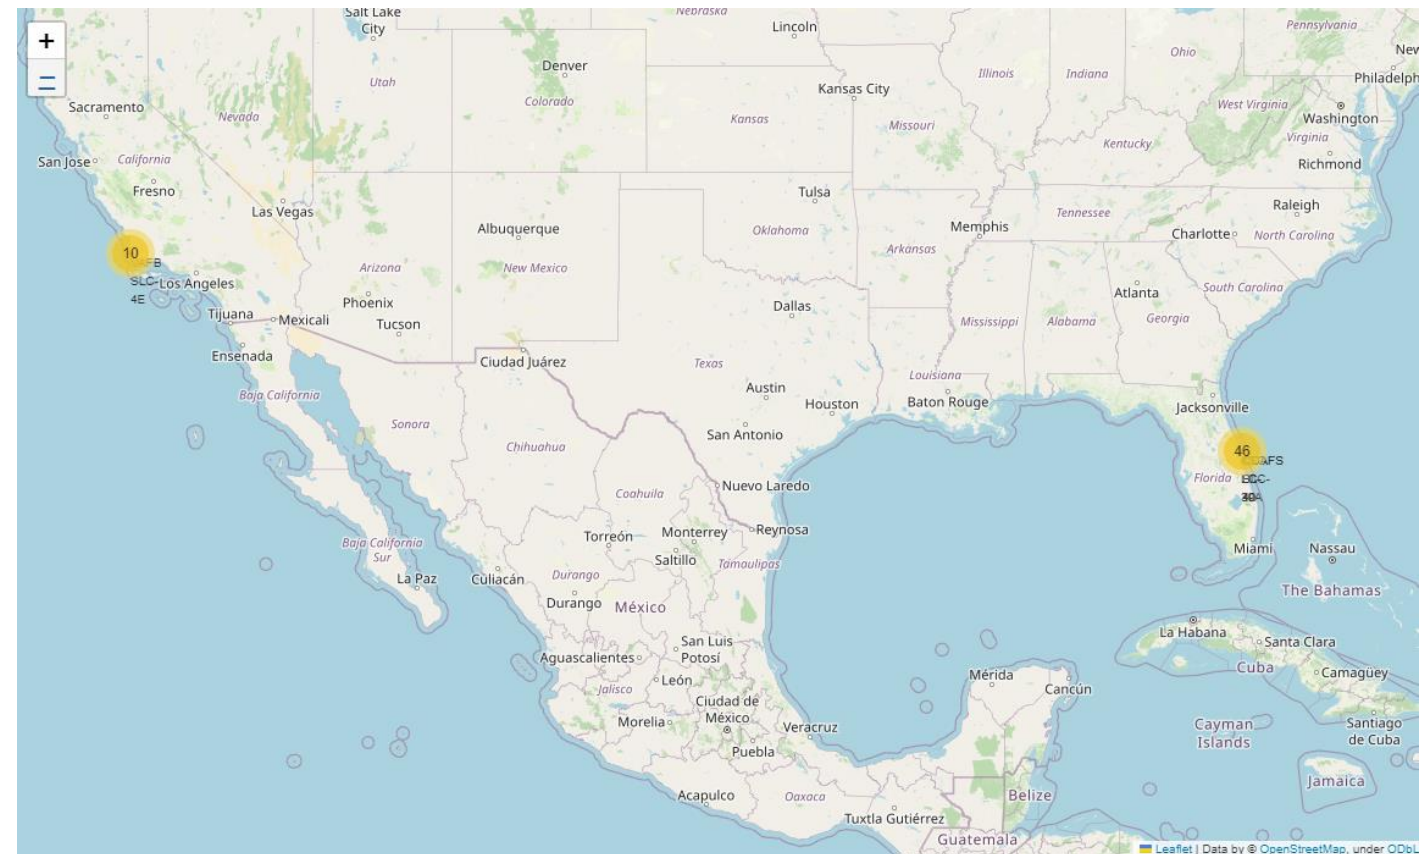 Salt Lake
City
Nebraska
Lincoln
Pennsylvania
+
−
Denver
Utah
Colorado
Illinois
Indiana
Ohio
New
Philadelph
Kansas City
Sacramento
Nevada
Kansas
Missouri
West Virginia
Washington
Virginia
Kentucky
San Jose
California
Richmond
Fresno
Las Vegas
Tulsa
Raleigh
Albuquerque
Oklahoma
Memphis
Tennessee
Charlotte
North Carolina
10
Arkansas
Arizona
New Mexico
SLC-
Los Angeles
4E
Phoenix
Dallas
Atlanta
South Carolina
Tijuana
Mexicali
Tucson
Mississippi
Alabama
Georgia
Ensenada
Ciudad Juárez
Texas
Louisiana
Baja California
Austin
Houston
Baton Rouge
Jacksonville
Sonora
San Antonio
Chihuahua
46
Florida
Nuevo Laredo
Coahuila
Torreón
Monterrey
Reynosa
Baja California
Sur
Saltillo
Tamaulipas
Miami
Nassau
La Paz
Culiacán
Durango
The Bahamas
Durango
México
La Habana
Santa Clara
San Luis
Potosí
Aguascalientes
Cuba
Camagüey
Jalisco
León
Mérida
Cancún
Ciudad de
México
Morelia
Veracruz
Cayman
Islands
Santiago
de Cuba
Puebla
Jamaica
Acapulco
Oaxaca
Belize
Tuxtla Gutiérrez
Guatemala
Leaflet | Data by © OpenStreetMap, under ODbL